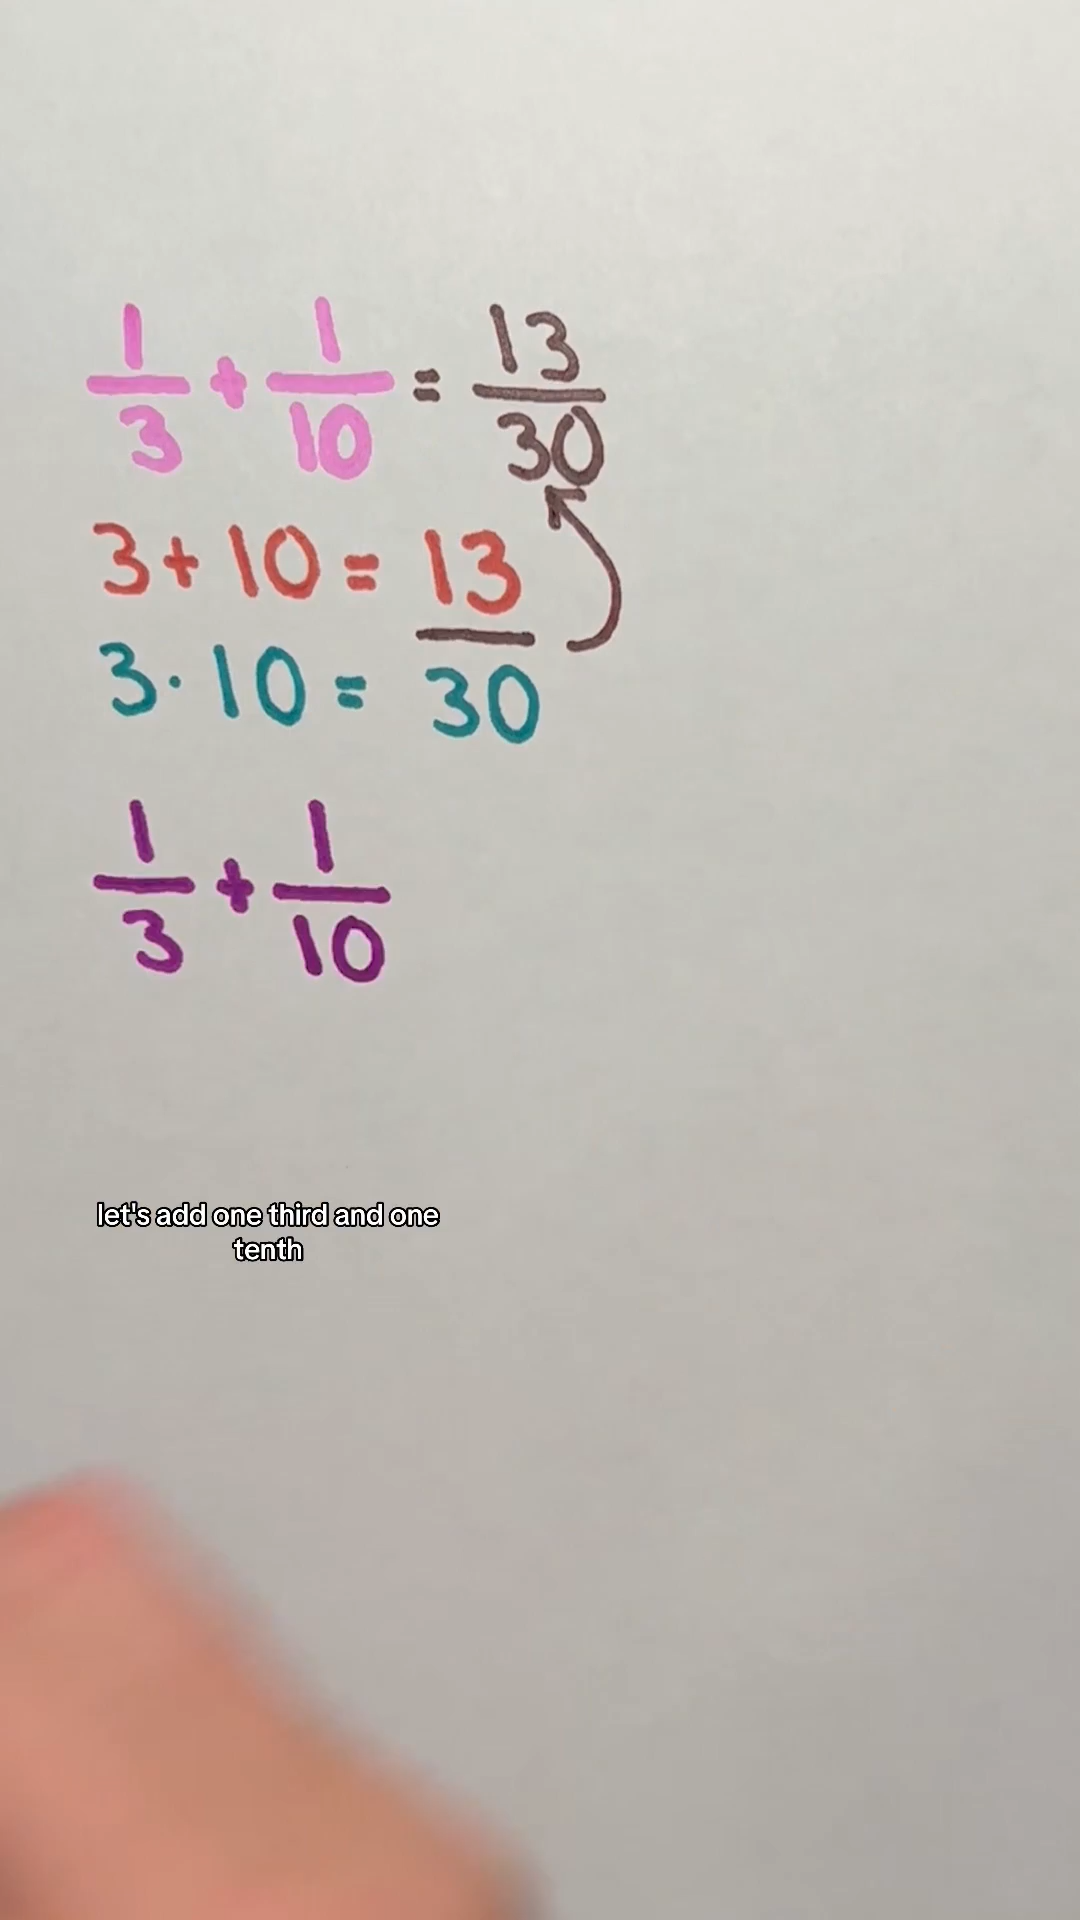 1/3 + 1/10 = 13/30
3 + 10 = 13
3 · 10 = 30
1/3 + 1/10
let's add one third and one
tenth